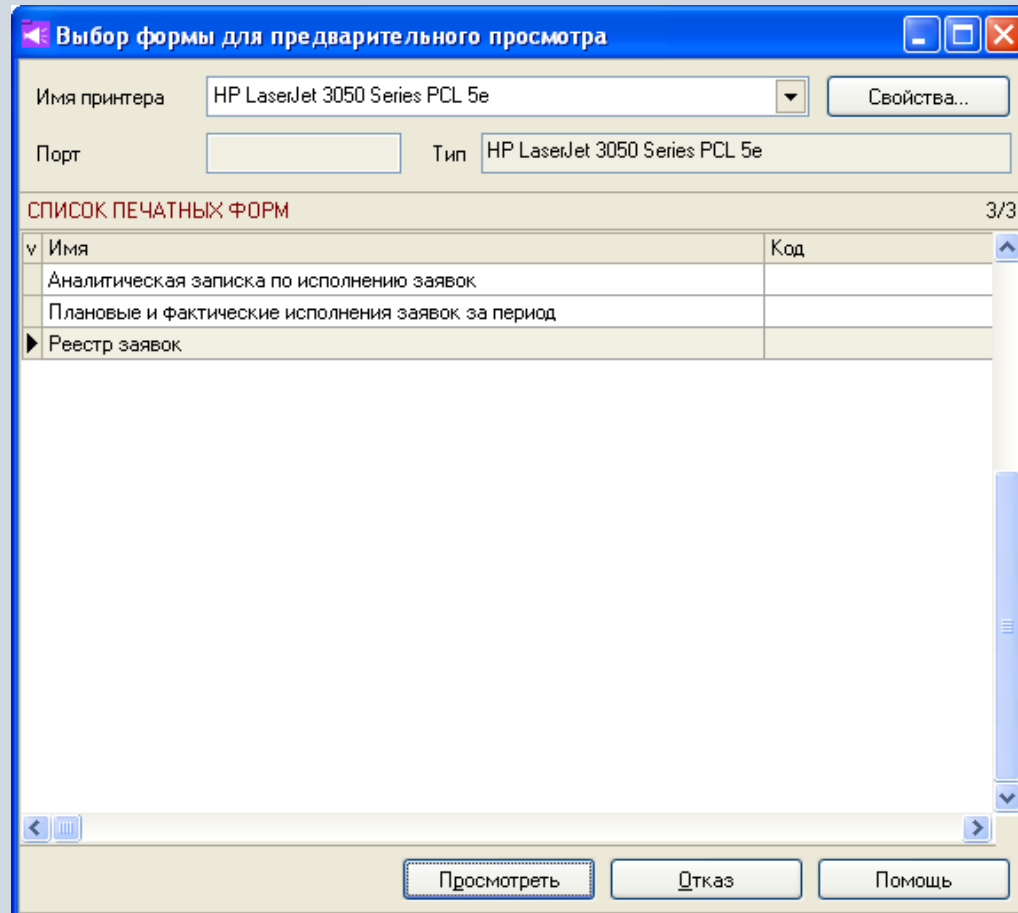 Выбор формы для предварительного просмотра
Имя принтера HP LaserJet 3050 Series PCL 5e Свойства...
Порт Тип HP LaserJet 3050 Series PCL 5e
СПИСОК ПЕЧАТНЫХ ФОРМ 3/3
v Имя Код
Аналитическая записка по исполнению заявок
Плановые и фактические исполнения заявок за период
Реестр заявок
Просмотреть Отказ Помощь